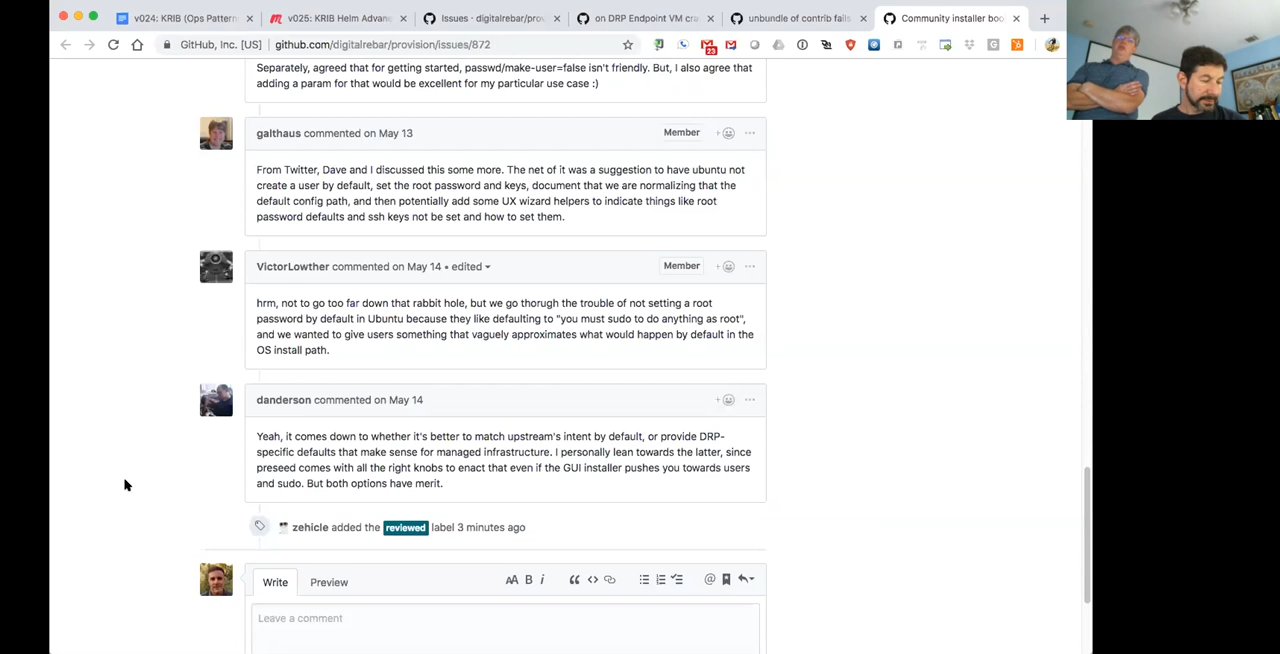 v024: KRIB (Ops Pattern
v025: KRIB Helm Advan
Issues · digitalrebar/prov
on DRP Endpoint VM cra
unbundle of contrib fails
Community installer boo
GitHub, Inc. [US] | github.com/digitalrebar/provision/issues/872
23
Separately, agreed that for getting started, passwd/make-user=false isn't friendly. But, I also agree that
adding a param for that would be excellent for my particular use case :)
galthaus commented on May 13
Member
From Twitter, Dave and I discussed this some more. The net of it was a suggestion to have ubuntu not
create a user by default, set the root password and keys, document that we are normalizing that the
default config path, and then potentially add some UX wizard helpers to indicate things like root
password defaults and ssh keys not be set and how to set them.
VictorLowther commented on May 14 • edited
Member
hrm, not to go too far down that rabbit hole, but we go thorugh the trouble of not setting a root
password by default in Ubuntu because they like defaulting to "you must sudo to do anything as root",
and we wanted to give users something that vaguely approximates what would happen by default in the
OS install path.
danderson commented on May 14
Yeah, it comes down to whether it's better to match upstream's intent by default, or provide DRP-
specific defaults that make sense for managed infrastructure. I personally lean towards the latter, since
preseed comes with all the right knobs to enact that even if the GUI installer pushes you towards users
and sudo. But both options have merit.
zehicle added the reviewed label 3 minutes ago
Write
Preview
AA B i
Leave a comment